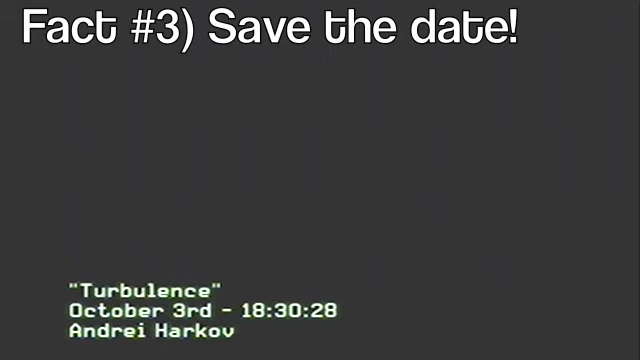 Fact #3) Save the date!
"Turbulence"
October 3rd - 18:30:28
Andrei Harkov